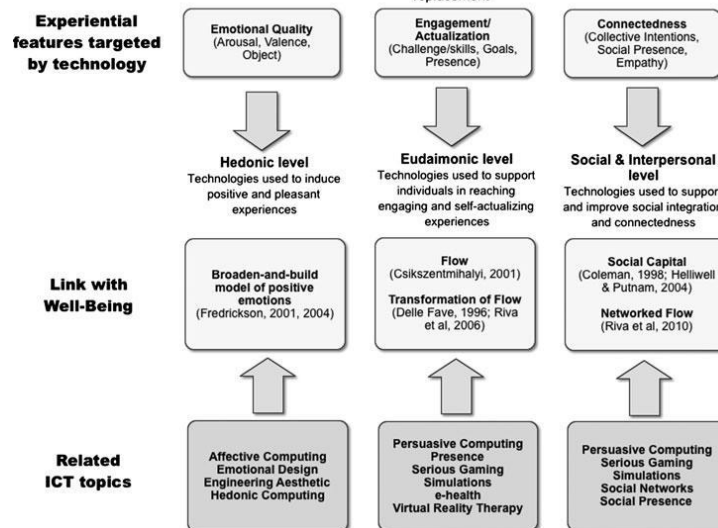 Experiential
features targeted
by technology
Emotional Quality
(Arousal, Valence,
Object)
Engagement/
Actualization
(Challenge/skills, Goals,
Presence)
Connectedness
(Collective Intentions,
Social Presence,
Empathy)
Hedonic level
Technologies used to induce
positive and pleasant
experiences
Eudaimonic level
Technologies used to support
individuals in reaching
engaging and self-actualizing
experiences
Social & Interpersonal
level
Technologies used to support
and improve social integration
and connectedness
Link with
Well-Being
Broaden-and-build
model of positive
emotions
(Fredrickson, 2001, 2004)
Flow
(Csikszentmihalyi, 2001)
Transformation of Flow
(Delle Fave, 1996; Riva
et al, 2006)
Social Capital
(Coleman, 1998; Helliwell
& Putnam, 2004)
Networked Flow
(Riva et al, 2010)
Related
ICT topics
Affective Computing
Emotional Design
Engineering Aesthetic
Hedonic Computing
Persuasive Computing
Presence
Serious Gaming
Simulations
e-health
Virtual Reality Therapy
Persuasive Computing
Serious Gaming
Simulations
Social Networks
Social Presence